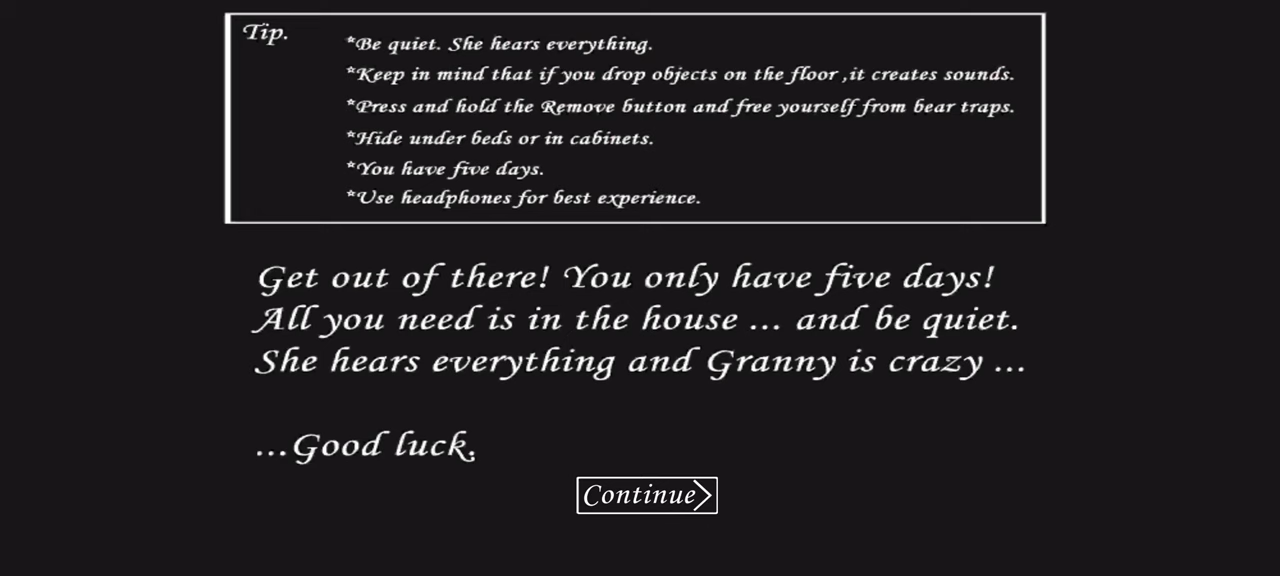 Tip.
*Be quiet. She hears everything.
*Keep in mind that if you drop objects on the floor ,it creates sounds.
*Press and hold the Remove button and free yourself from bear traps.
*Hide under beds or in cabinets.
*You have five days.
*Use headphones for best experience.
Get out of there! You only have five days!
All you need is in the house ... and be quiet.
She hears everything and Granny is crazy ...
...Good luck.
Continue